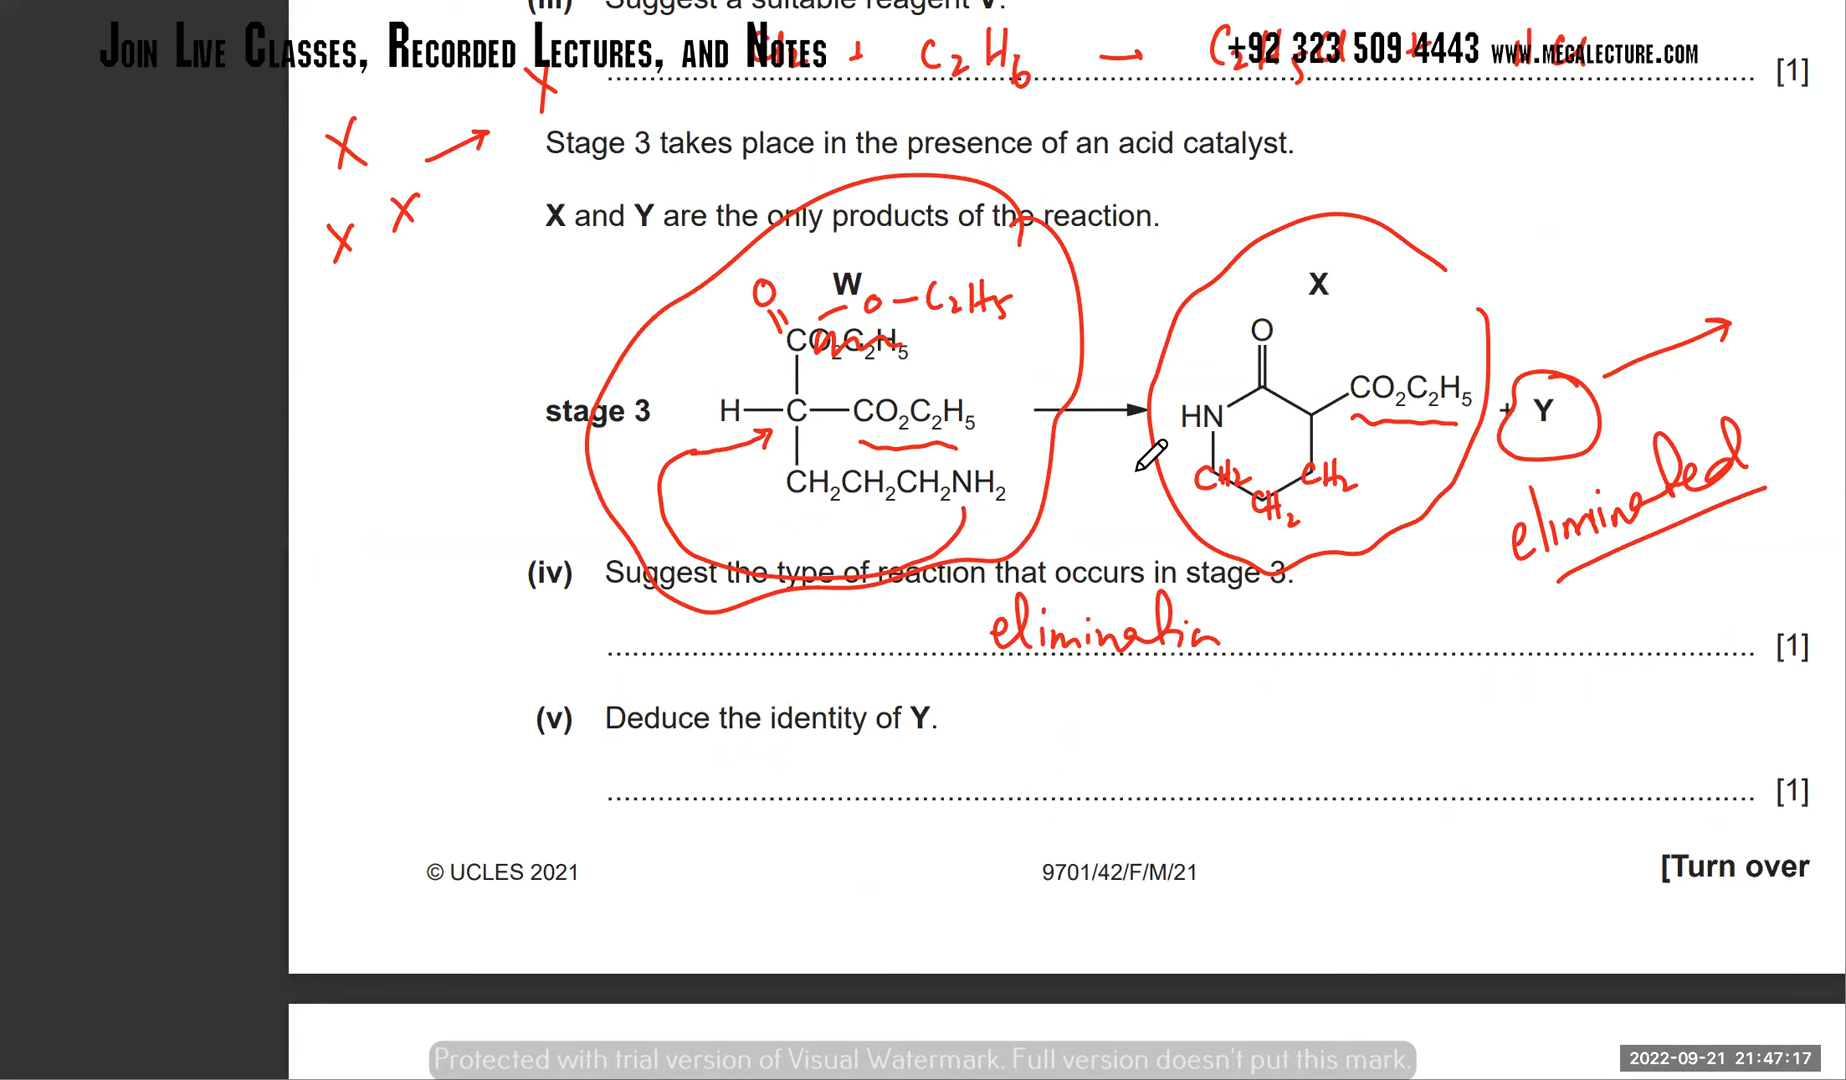 (iii) Suggest a suitable reagent V.
JOIN LIVE CLASSES, RECORDED LECTURES, AND NOTES +92 323 509 4443 WWW.MEGALECTURE.COM
+ C2H6 → C2H5Cl +
[1]
X
X
X X
Stage 3 takes place in the presence of an acid catalyst.
X and Y are the only products of the reaction.
W X
O O-C2H5
CO2C2H5 O
stage 3 H—C—CO2C2H5 HN CO2C2H5 + Y
CH2CH2CH2NH2 CH2 CH2 CH2
eliminated
(iv) Suggest the type of reaction that occurs in stage 3.
elimination
[1]
(v) Deduce the identity of Y.
[1]
© UCLES 2021 9701/42/F/M/21 [Turn over
Protected with trial version of Visual Watermark. Full version doesn't put this mark.
2022-09-21 21:47:17